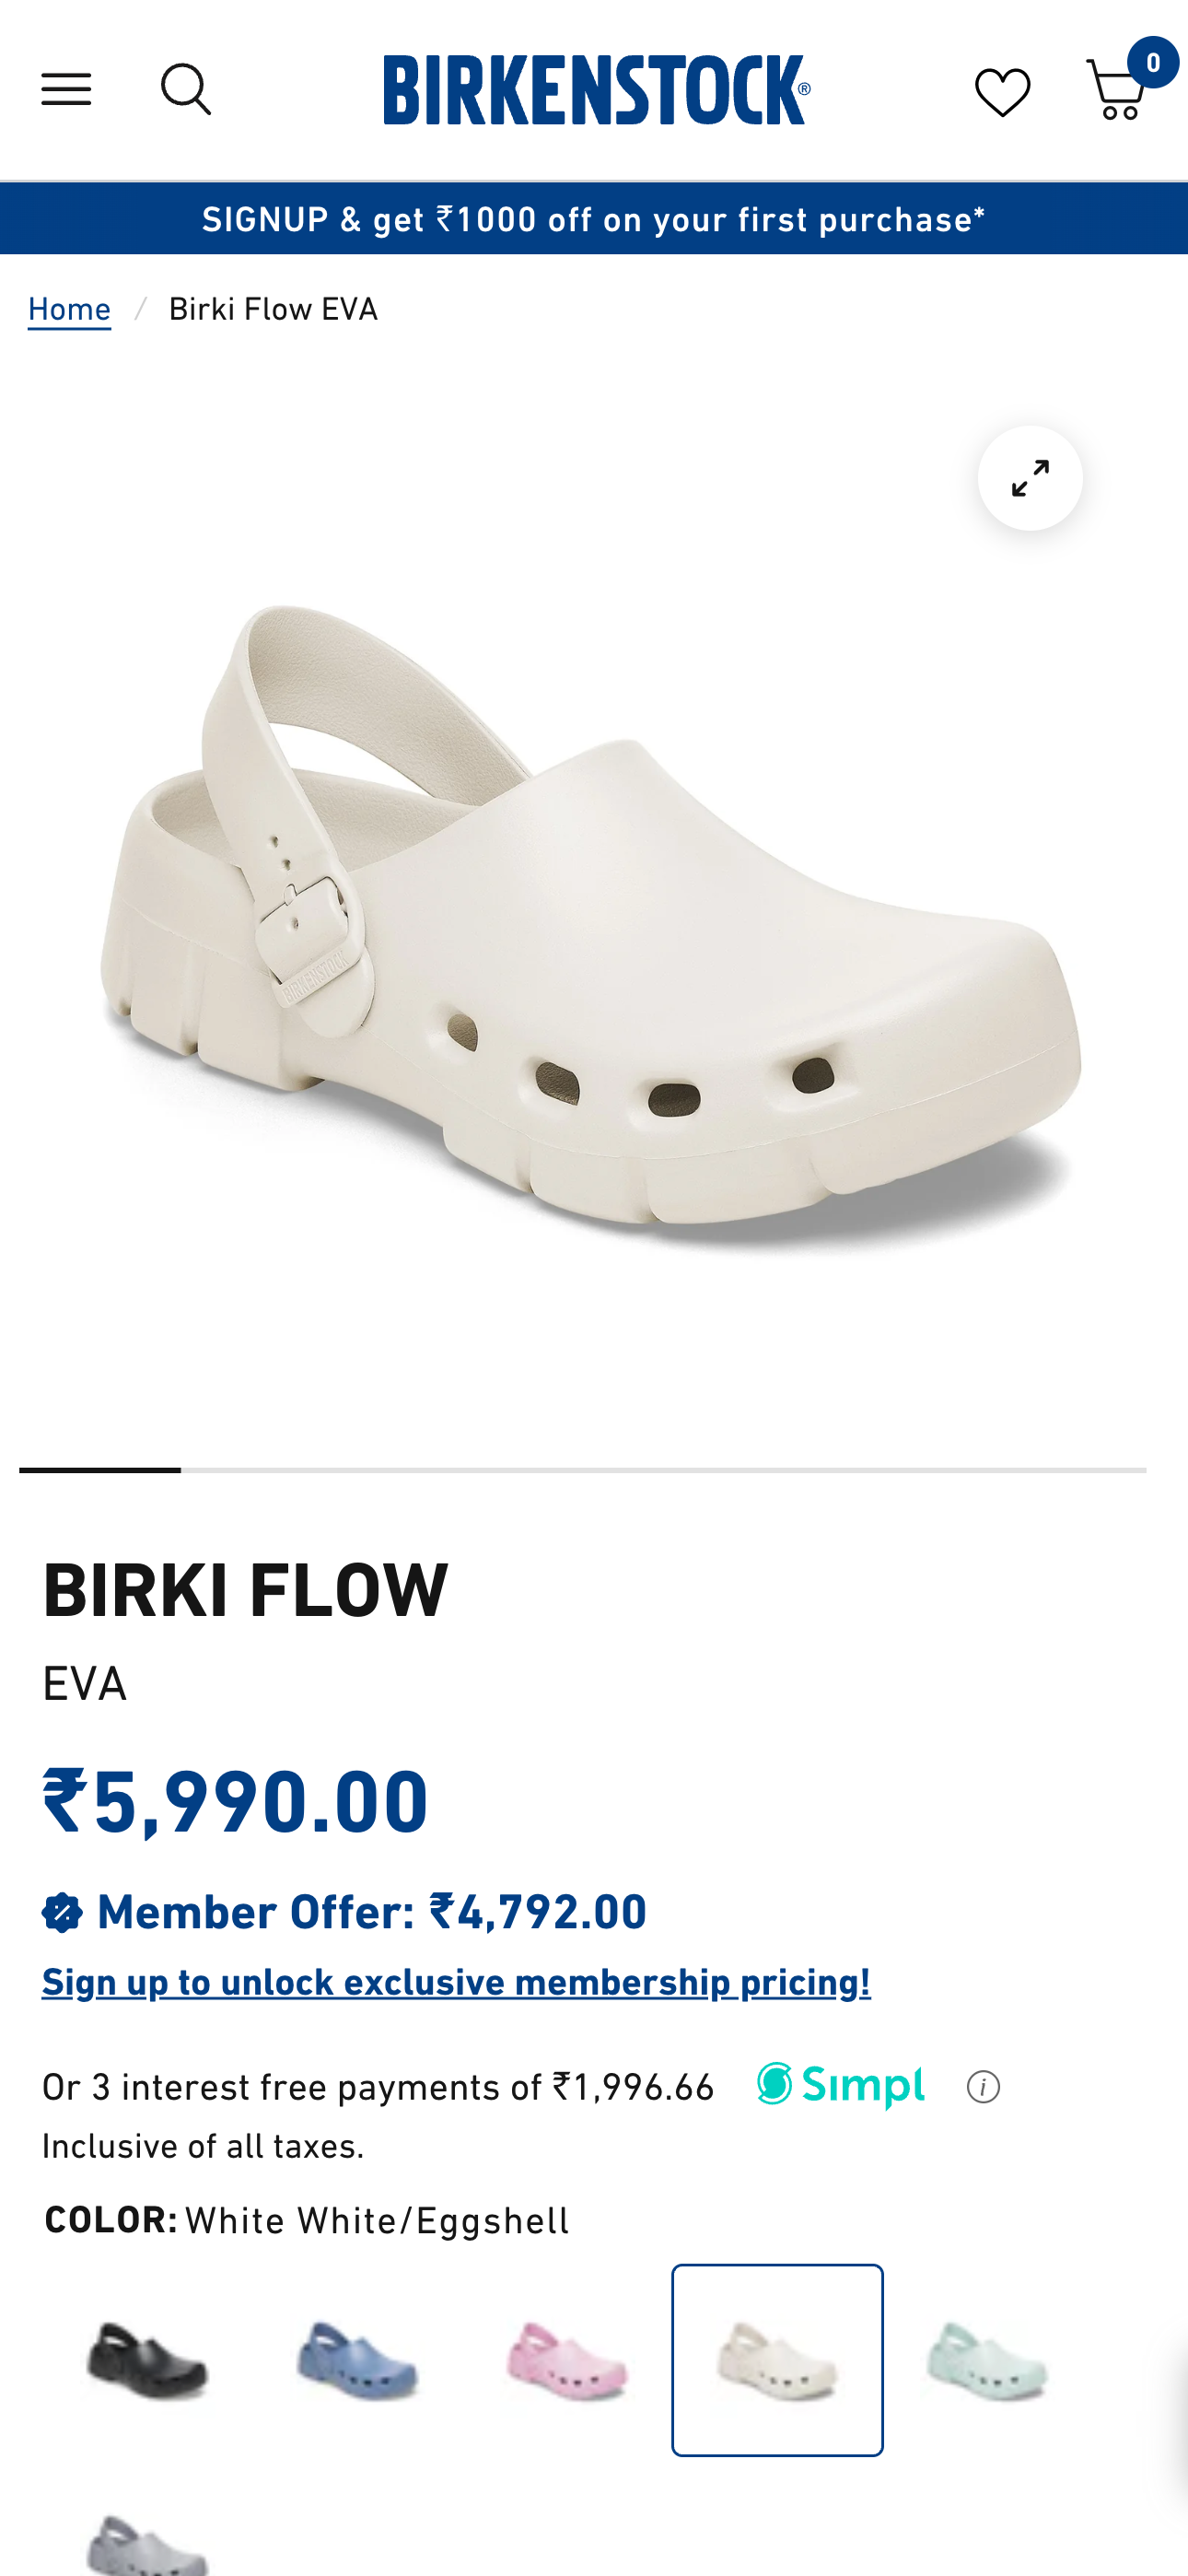 BIRKENSTOCK®
0
SIGNUP & get ₹1000 off on your first purchase*
Home / Birki Flow EVA
BIRKENSTOCK
BIRKI FLOW
EVA
₹5,990.00
Member Offer: ₹4,792.00
Sign up to unlock exclusive membership pricing!
Or 3 interest free payments of ₹1,996.66 Simpl i
Inclusive of all taxes.
COLOR: White White/Eggshell